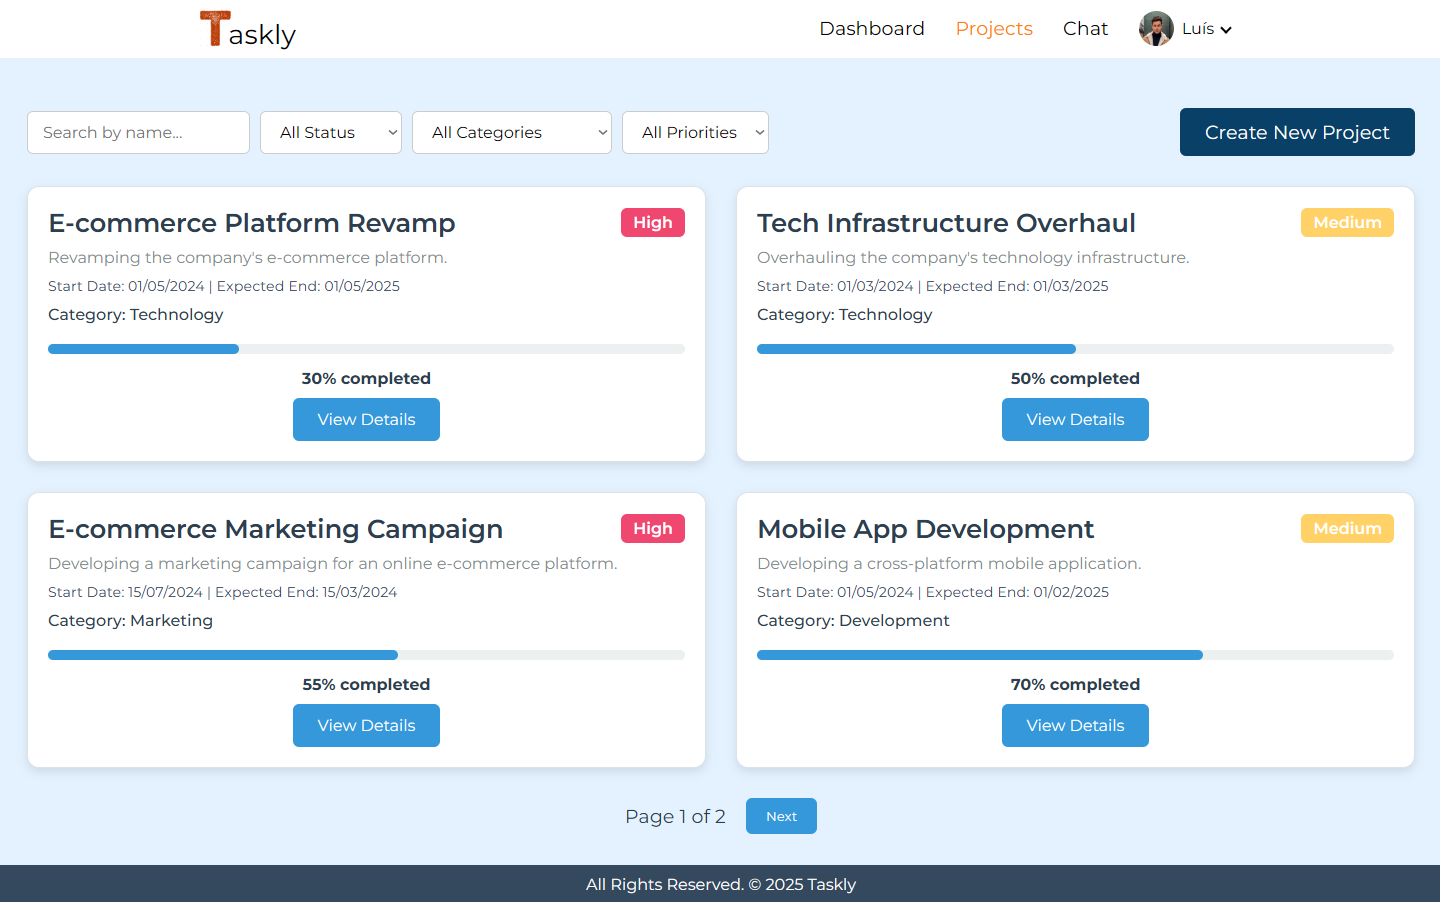 Taskly
Dashboard Projects Chat Luís
Search by name... All Status All Categories All Priorities Create New Project
E-commerce Platform Revamp High
Revamping the company's e-commerce platform.
Start Date: 01/05/2024 | Expected End: 01/05/2025
Category: Technology
30% completed
View Details
Tech Infrastructure Overhaul Medium
Overhauling the company's technology infrastructure.
Start Date: 01/03/2024 | Expected End: 01/03/2025
Category: Technology
50% completed
View Details
E-commerce Marketing Campaign High
Developing a marketing campaign for an online e-commerce platform.
Start Date: 15/07/2024 | Expected End: 15/03/2024
Category: Marketing
55% completed
View Details
Mobile App Development Medium
Developing a cross-platform mobile application.
Start Date: 01/05/2024 | Expected End: 01/02/2025
Category: Development
70% completed
View Details
Page 1 of 2 Next
All Rights Reserved. © 2025 Taskly